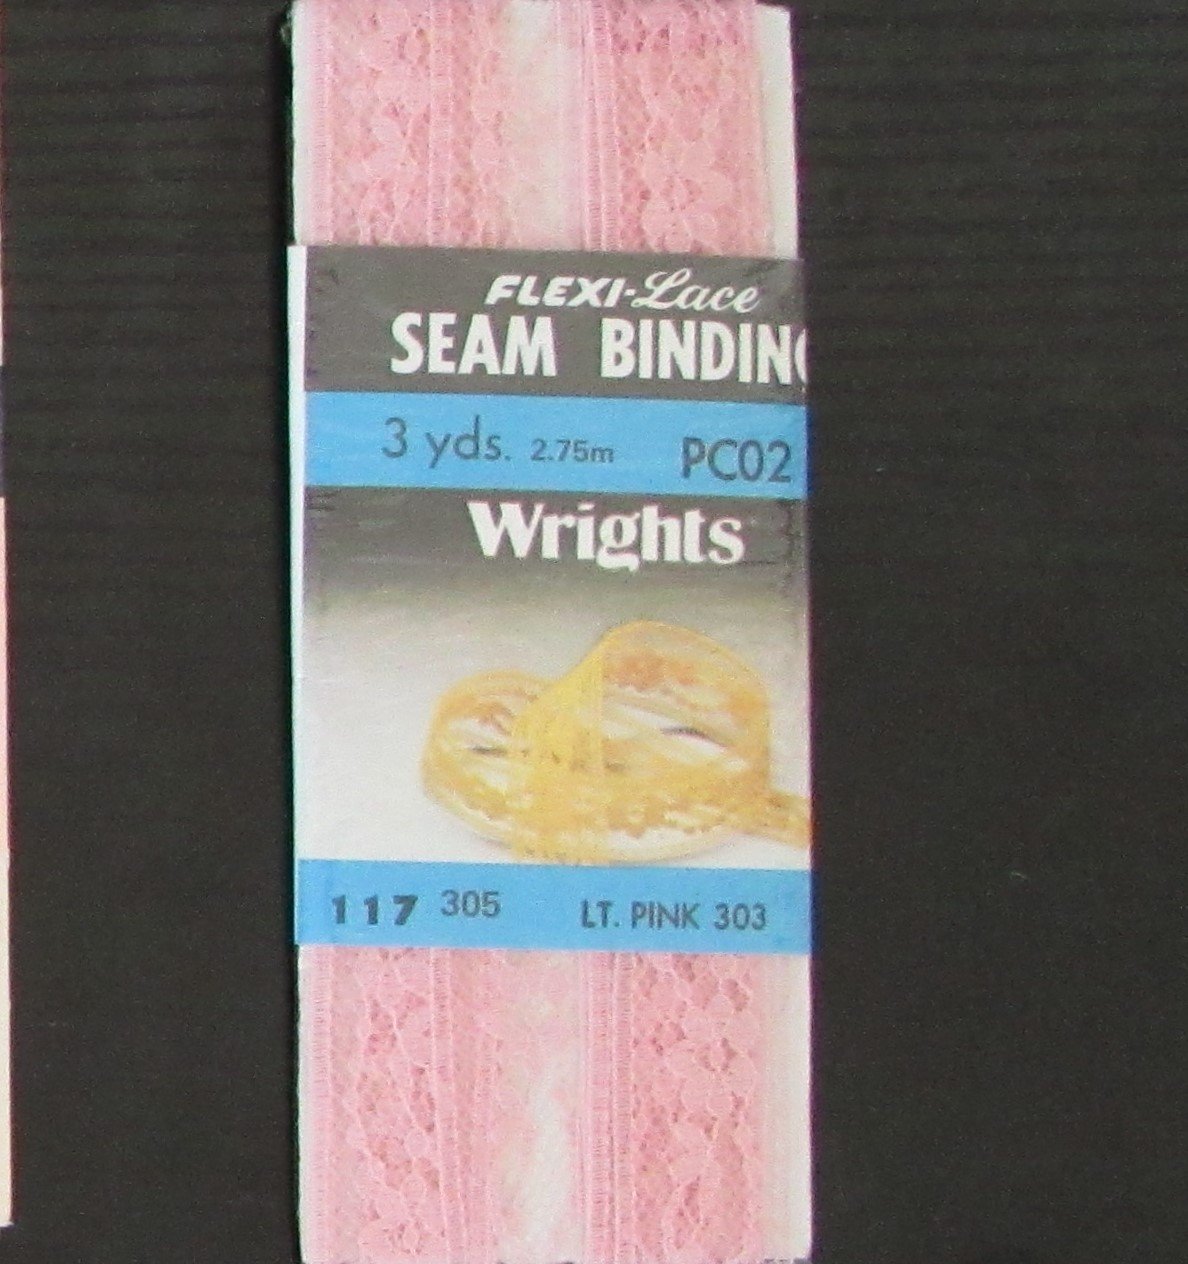 FLEXI-Lace
SEAM BINDING
3 yds. 2.75m PC02
Wrights
117 305 LT. PINK 303